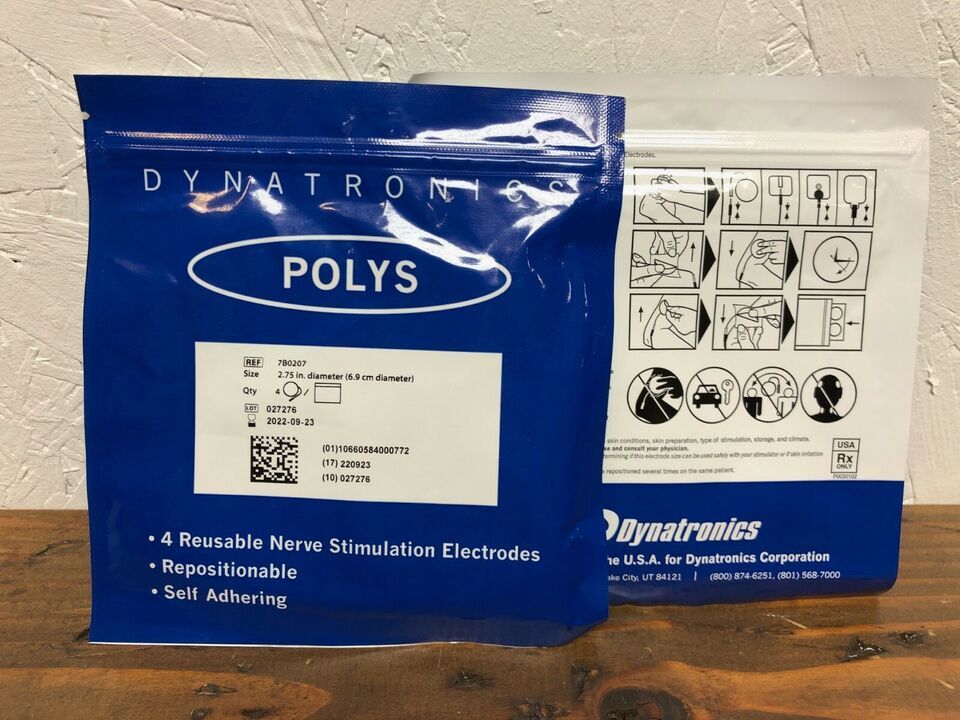 DYNATRONICS
POLYS
REF 7B0207
Size 2.75 in. diameter (6.9 cm diameter)
Qty 4 /
LOT 027276
2022-09-23
(01)10660584000772
(17) 220923
(10) 027276
• 4 Reusable Nerve Stimulation Electrodes
• Repositionable
• Self Adhering
Electrodes.
skin conditions, skin preparation, type of stimulation, storage, and climate.
se and consult your physician.
termining if this electrode size can be used safely with your stimulator or if skin irritation
repositioned several times on the same patient.
USA
Rx
ONLY
P0030102
Dynatronics
he U.S.A. for Dynatronics Corporation
ake City, UT 84121 | (800) 874-6251, (801) 568-7000